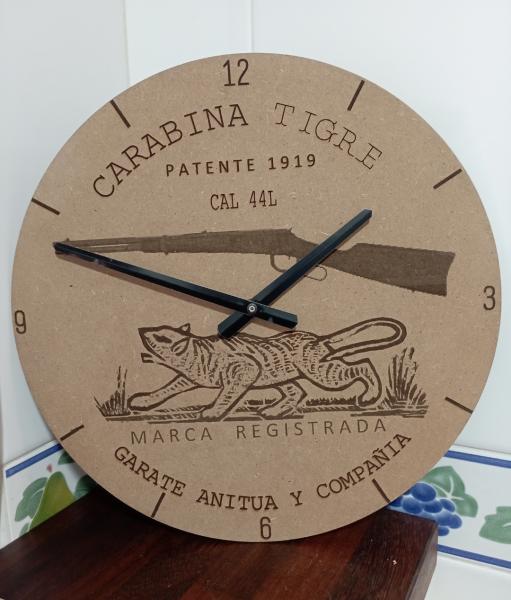 12
CARABINA TIGRE
PATENTE 1919
CAL 44L
3
9
MARCA REGISTRADA
GARATE ANITUA Y COMPAÑIA
6